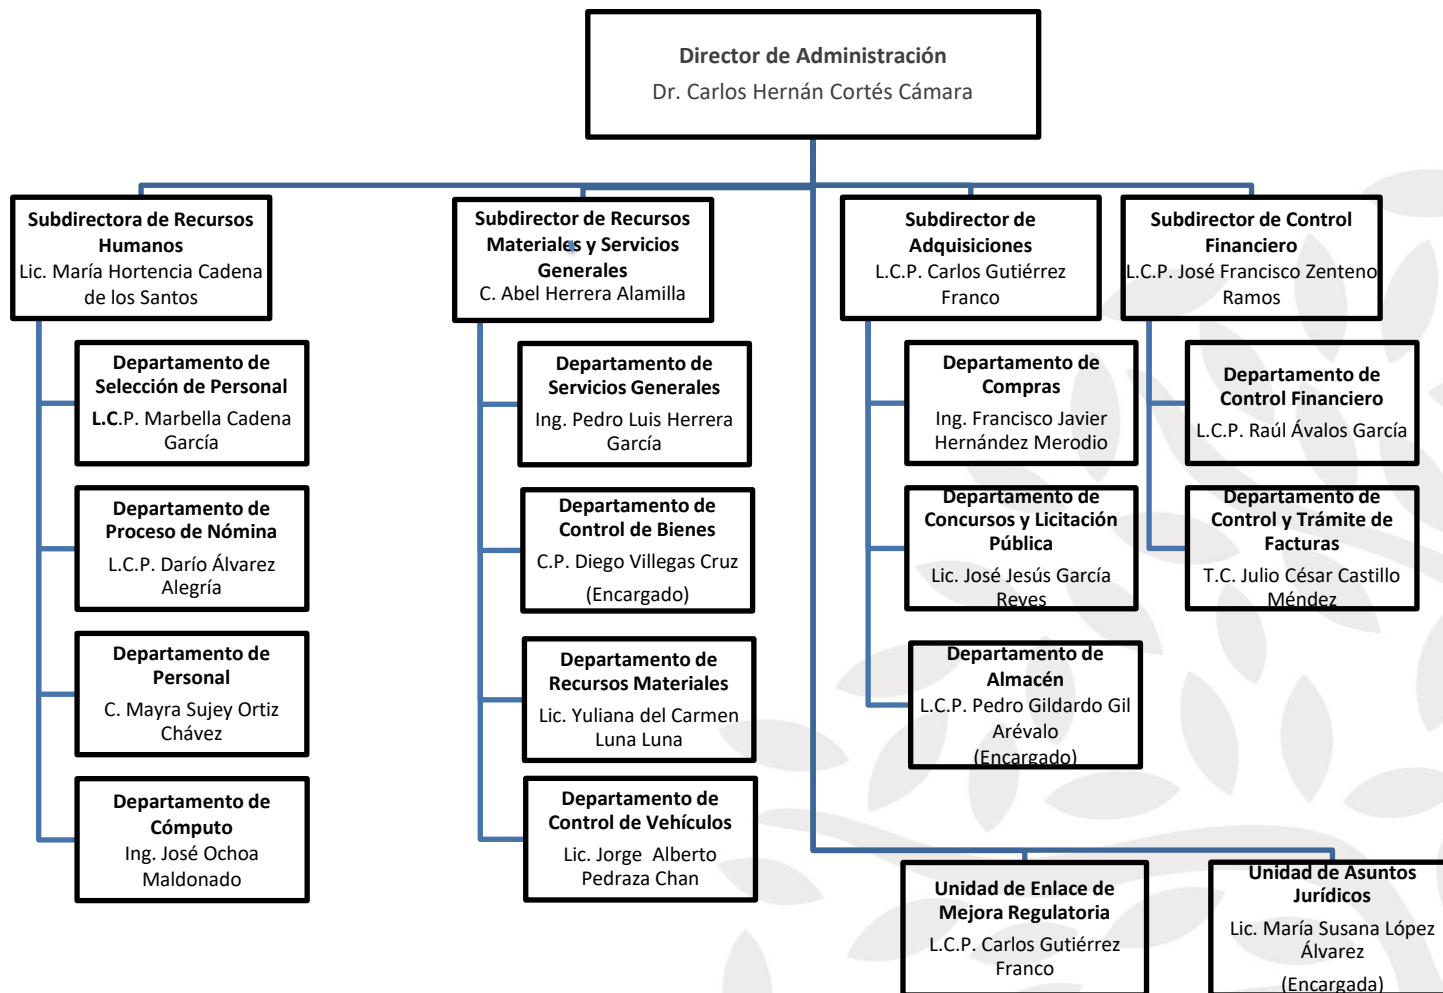 Director de Administración
Dr. Carlos Hernán Cortés Cámara
Subdirectora de Recursos
Humanos
Lic. María Hortencia Cadena
de los Santos
Subdirector de Recursos
Materiales y Servicios
Generales
C. Abel Herrera Alamilla
Subdirector de
Adquisiciones
L.C.P. Carlos Gutiérrez
Franco
Subdirector de Control
Financiero
L.C.P. José Francisco Zenteno
Ramos
Departamento de
Selección de Personal
L.C.P. Marbella Cadena
García
Departamento de
Servicios Generales
Ing. Pedro Luis Herrera
García
Departamento de
Compras
Ing. Francisco Javier
Hernández Merodio
Departamento de
Control Financiero
L.C.P. Raúl Ávalos García
Departamento de
Proceso de Nómina
L.C.P. Darío Álvarez
Alegría
Departamento de
Control de Bienes
C.P. Diego Villegas Cruz
(Encargado)
Departamento de
Concursos y Licitación
Pública
Lic. José Jesús García
Reyes
Departamento de
Control y Trámite de
Facturas
T.C. Julio César Castillo
Méndez
Departamento de
Personal
C. Mayra Sujey Ortiz
Chávez
Departamento de
Recursos Materiales
Lic. Yuliana del Carmen
Luna Luna
Departamento de
Almacén
L.C.P. Pedro Gildardo Gil
Arévalo
(Encargado)
Departamento de
Cómputo
Ing. José Ochoa
Maldonado
Departamento de
Control de Vehículos
Lic. Jorge  Alberto
Pedraza Chan
Unidad de Enlace de
Mejora Regulatoria
L.C.P. Carlos Gutiérrez
Franco
Unidad de Asuntos
Jurídicos
Lic. María Susana López
Álvarez
(Encargada)